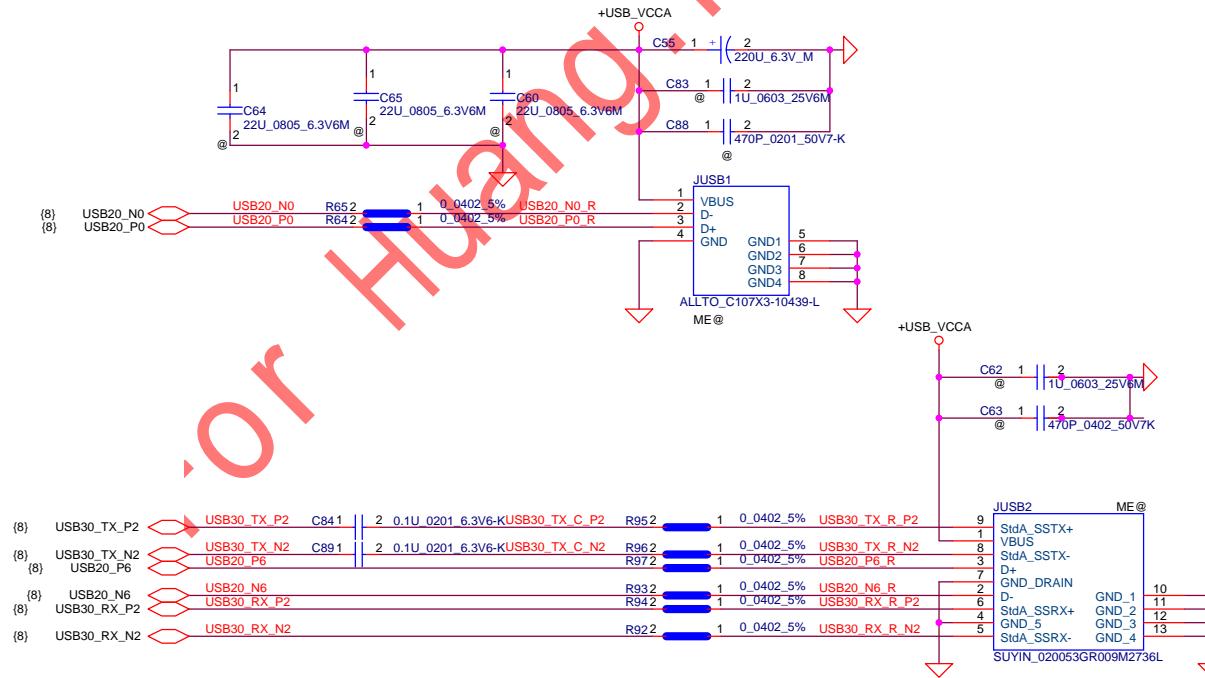 +USB_VCCA
C55 1 + 2
220U_6.3V_M
1 1 1
C83 1 2
@ 1U_0603_25V6M
C64 C65 C60
22U_0805_6.3V6M 22U_0805_6.3V6M 22U_0805_6.3V6M
2 2 2
@ @ @
C88 1 2
470P_0201_50V7-K
@
JUSB1
{8} USB20_N0 USB20_N0 R65 2 1 0_0402_5% USB20_N0_R
{8} USB20_P0 USB20_P0 R64 2 1 0_0402_5% USB20_P0_R
1 VBUS
2 D-
3 D+
4 GND GND1 5
GND2 6
GND3 7
GND4 8
ALLTO_C107X3-10439-L
ME@
or Huang.
+USB_VCCA
C62 1 2
@ 1U_0603_25V6M
C63 1 2
@ 470P_0402_50V7K
JUSB2 ME@
{8} USB30_TX_P2 USB30_TX_P2 C84 1 2 0.1U_0201_6.3V6-K USB30_TX_C_P2 R95 2 1 0_0402_5% USB30_TX_R_P2 9 StdA_SSTX+
1 VBUS
{8} USB30_TX_N2 USB30_TX_N2 C89 1 2 0.1U_0201_6.3V6-K USB30_TX_C_N2 R96 2 1 0_0402_5% USB30_TX_R_N2 8 StdA_SSTX-
{8} USB20_P6 USB20_P6 R97 2 1 0_0402_5% USB20_P6_R 3 D+
7 GND_DRAIN
{8} USB20_N6 USB20_N6 R93 2 1 0_0402_5% USB20_N6_R 2 D- GND_1 10
{8} USB30_RX_P2 USB30_RX_P2 R94 2 1 0_0402_5% USB30_RX_R_P2 6 StdA_SSRX+ GND_2 11
4 GND_5 GND_3 12
{8} USB30_RX_N2 USB30_RX_N2 R92 2 1 0_0402_5% USB30_RX_R_N2 5 StdA_SSRX- GND_4 13
SUYIN_020053GR009M2736L